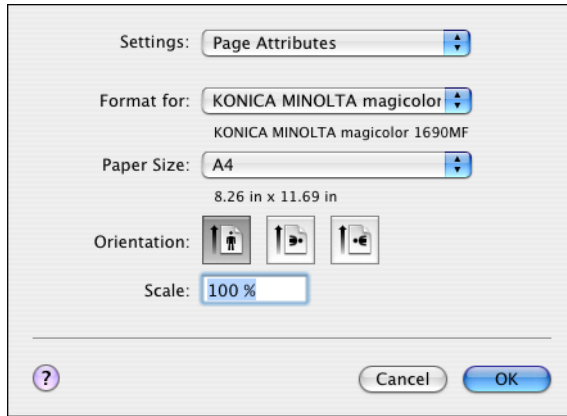 Settings: Page Attributes
Format for: KONICA MINOLTA magicolor
KONICA MINOLTA magicolor 1690MF
Paper Size: A4
8.26 in x 11.69 in
Orientation:
Scale: 100 %
? Cancel OK